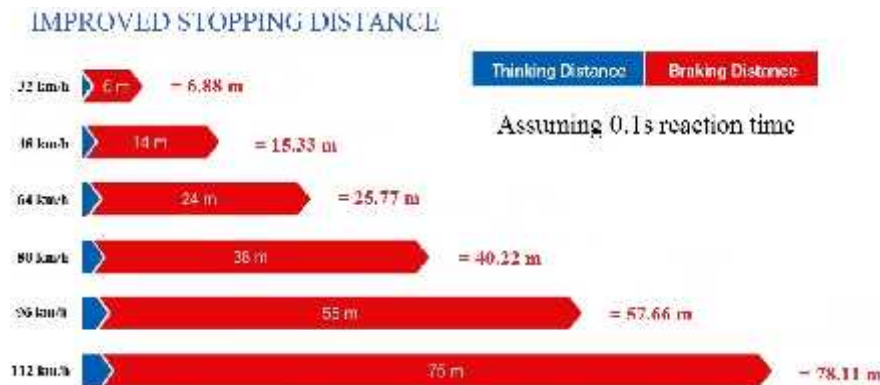 IMPROVED STOPPING DISTANCE
Thinking Distance Braking Distance
Assuming 0.1s reaction time
32 km/h 6 m = 6.88 m
48 km/h 14 m = 15.33 m
64 km/h 24 m = 25.77 m
80 km/h 38 m = 40.22 m
96 km/h 55 m = 57.66 m
112 km/h 75 m = 78.11 m